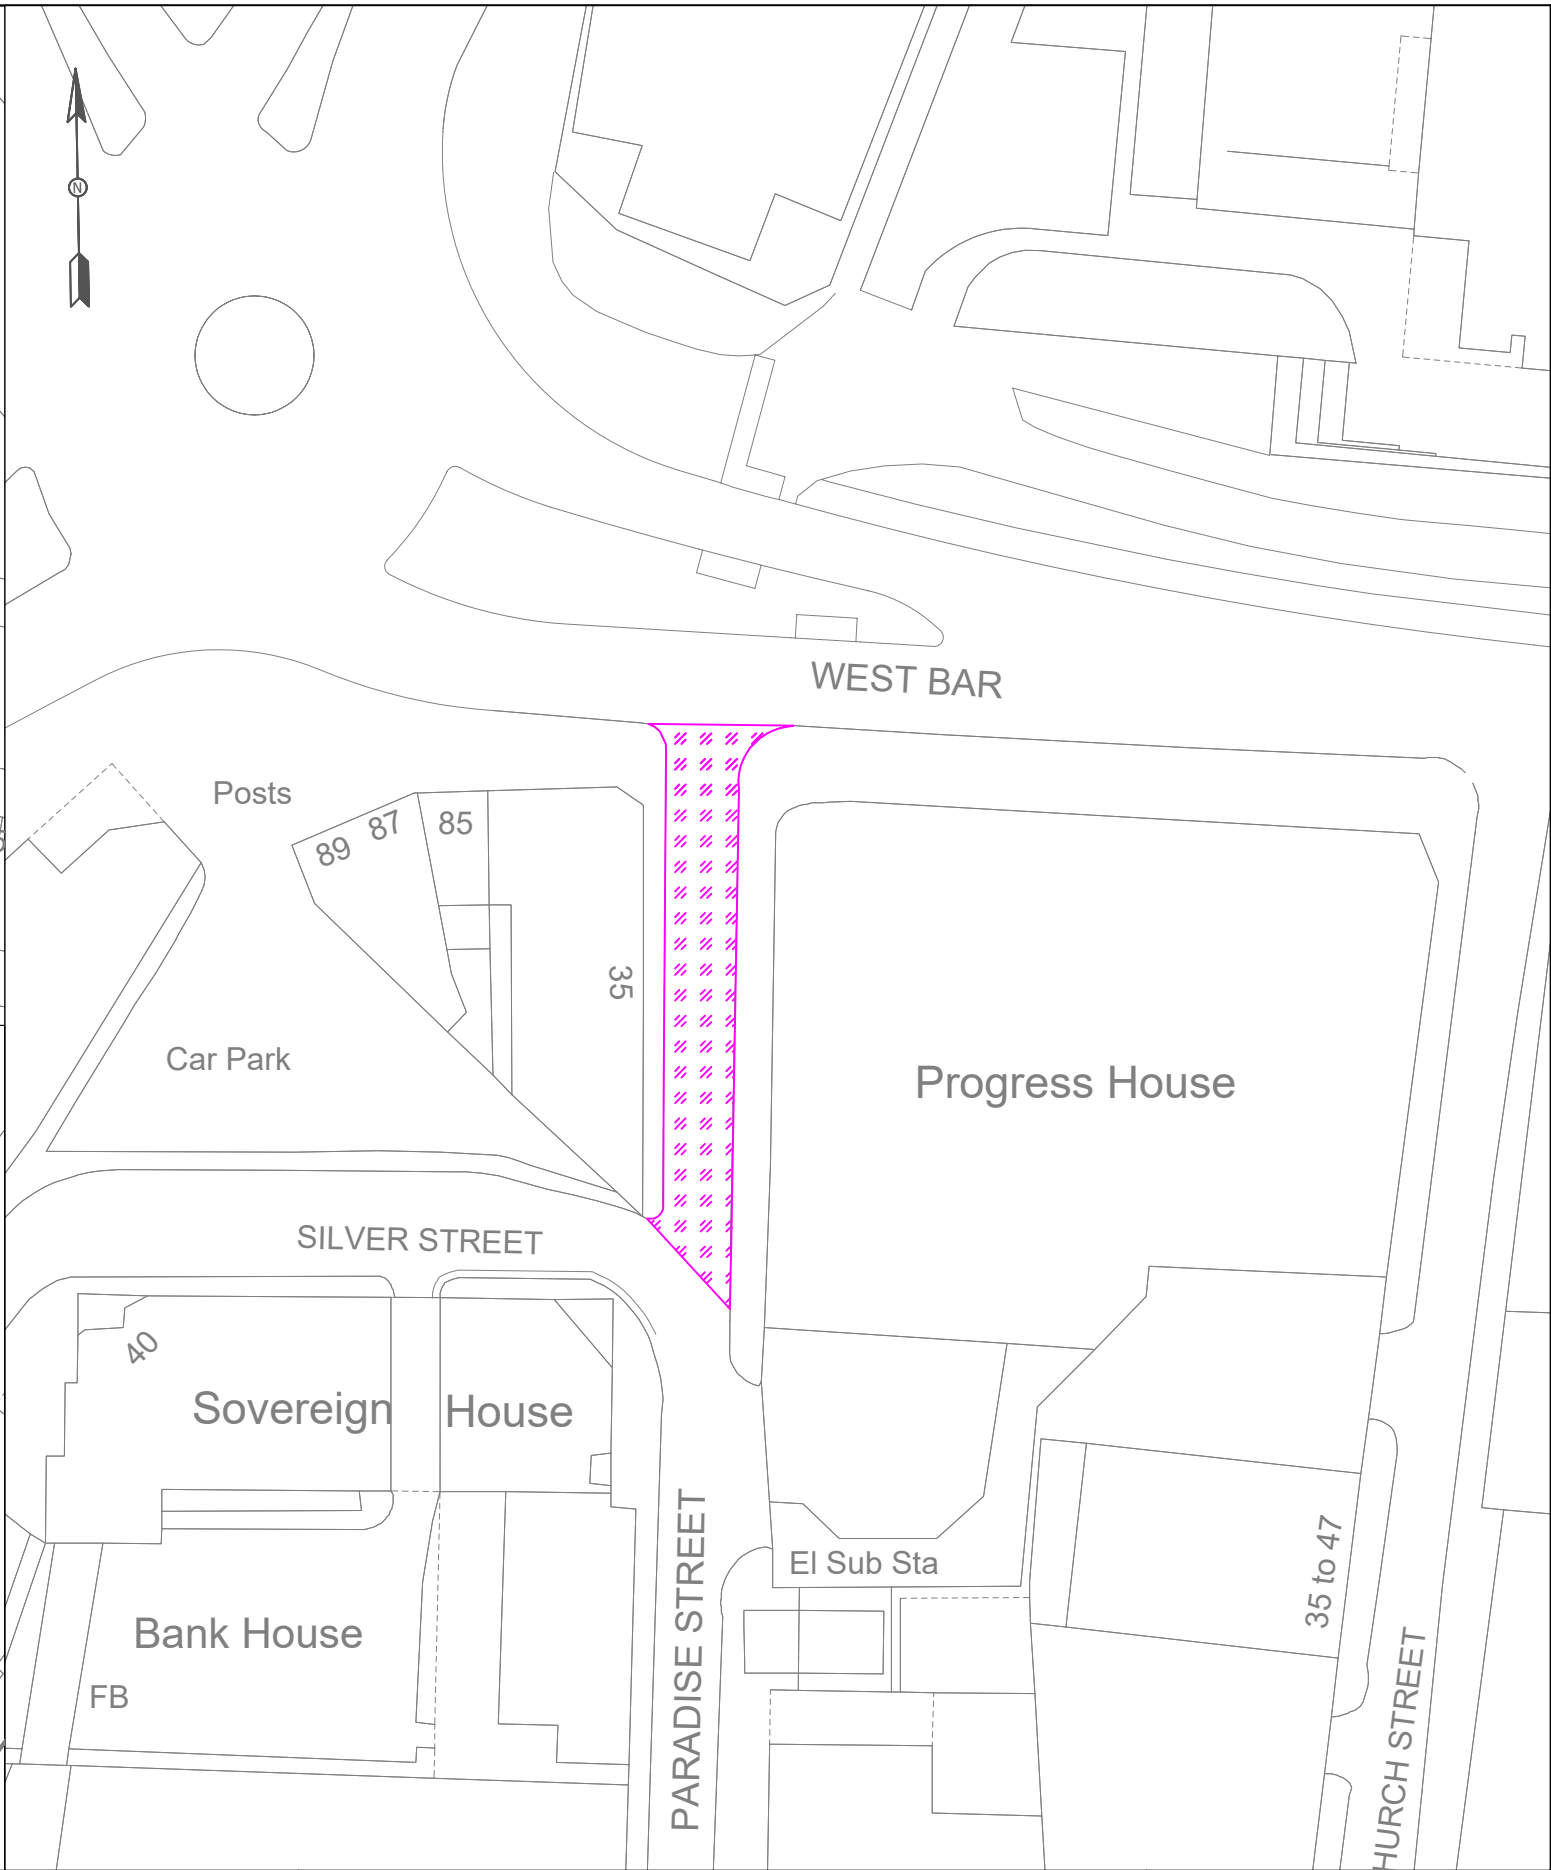 N
WEST BAR
Posts
89
87
85
35
Car Park
Progress House
SILVER STREET
40
Sovereign House
PARADISE STREET
El Sub Sta
35 to 47
Bank House
FB
HURCH STREET